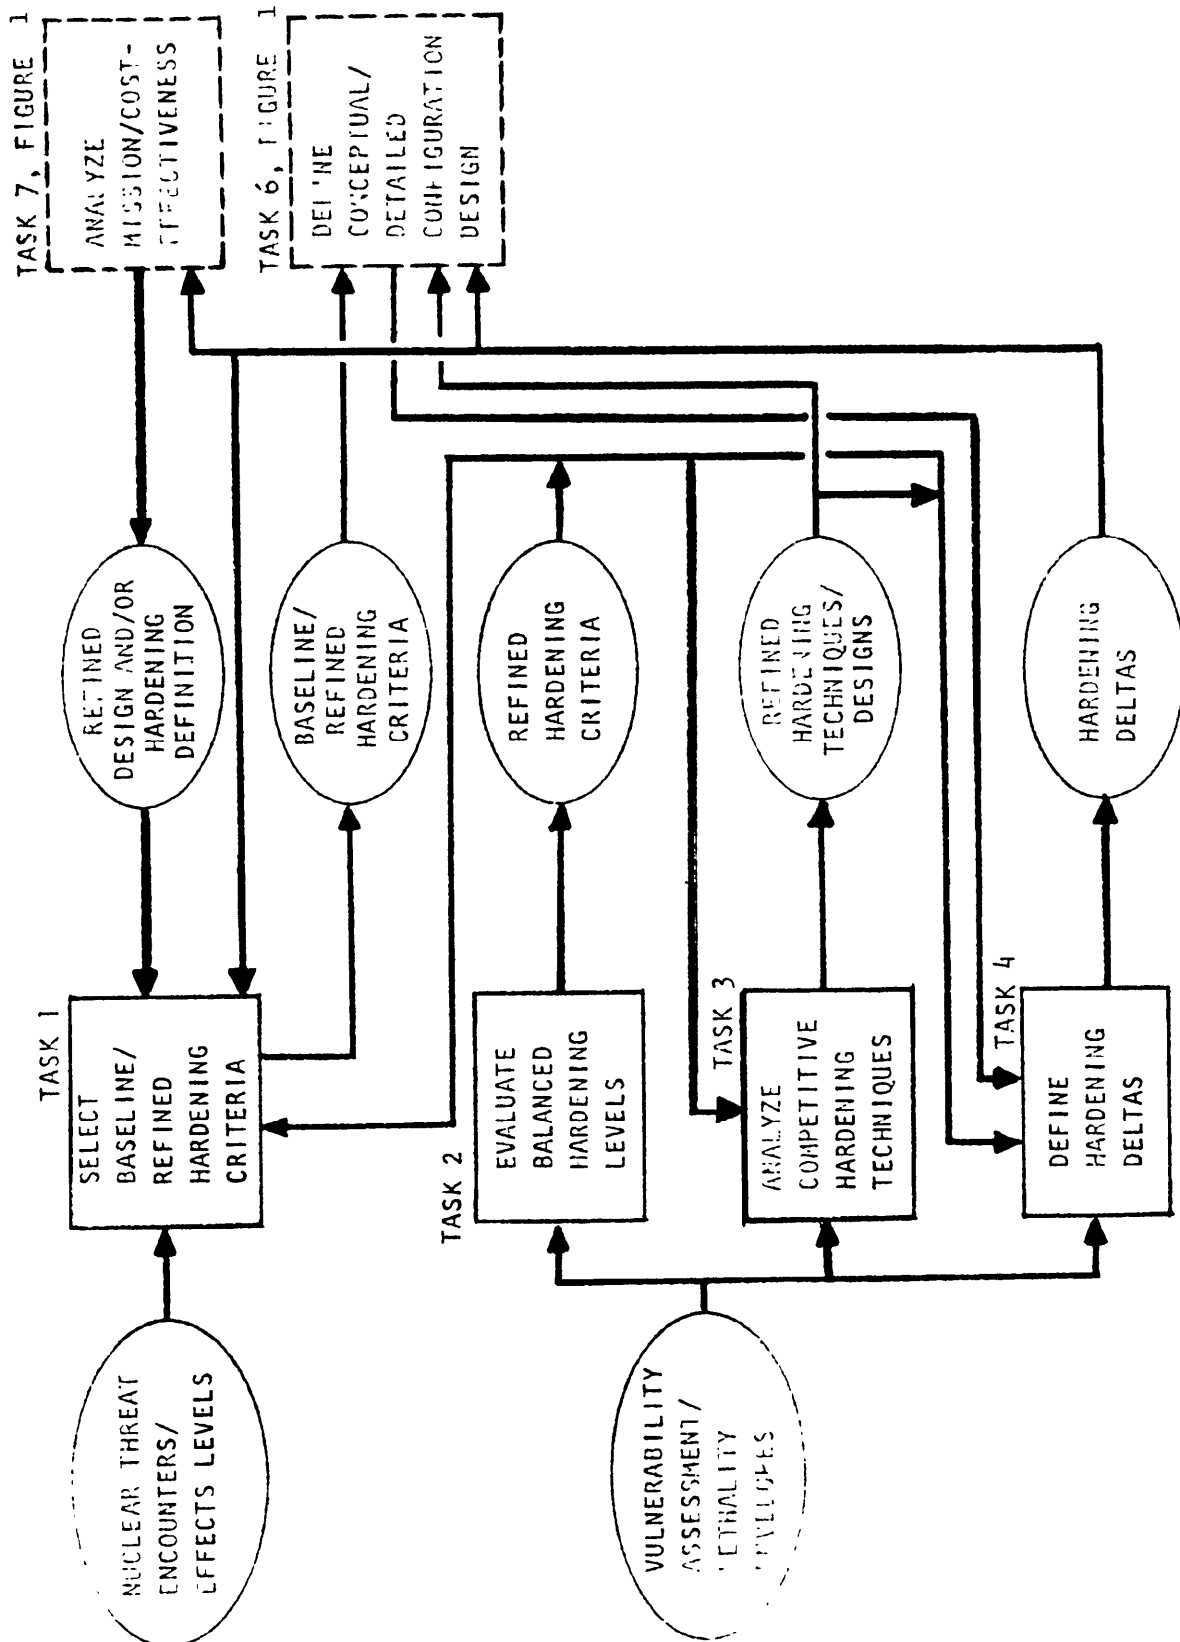 TASK 7, FIGURE 1
ANALYZE
MISSION/COST-
EFFECTIVENESS
TASK 6, FIGURE 1
DEFINE
CONCEPTUAL/
DETAILED
CONFIGURATION
DESIGN
REFINED
DESIGN AND/OR
HARDENING
DEFINITION
BASELINE/
REFINED
HARDENING
CRITERIA
REFINED
HARDENING
CRITERIA
REFINED
HARDENING
TECHNIQUES/
DESIGNS
HARDENING
DELTAS
TASK 1
SELECT
BASELINE/
REFINED
HARDENING
CRITERIA
TASK 2
EVALUATE
BALANCED
HARDENING
LEVELS
TASK 3
ANALYZE
COMPETITIVE
HARDENING
TECHNIQUES
TASK 4
DEFINE
HARDENING
DELTAS
NUCLEAR THREAT
ENCOUNTERS/
EFFECTS LEVELS
VULNERABILITY
ASSESSMENT/
LETHALITY
ENVELOPES